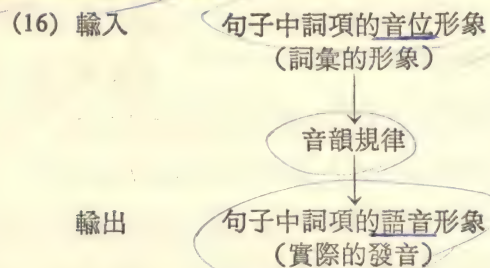 (16) 輸入 句子中詞項的音位形象
(詞彙的形象)
音韻規律
輸出 句子中詞項的語音形象
(實際的發音)